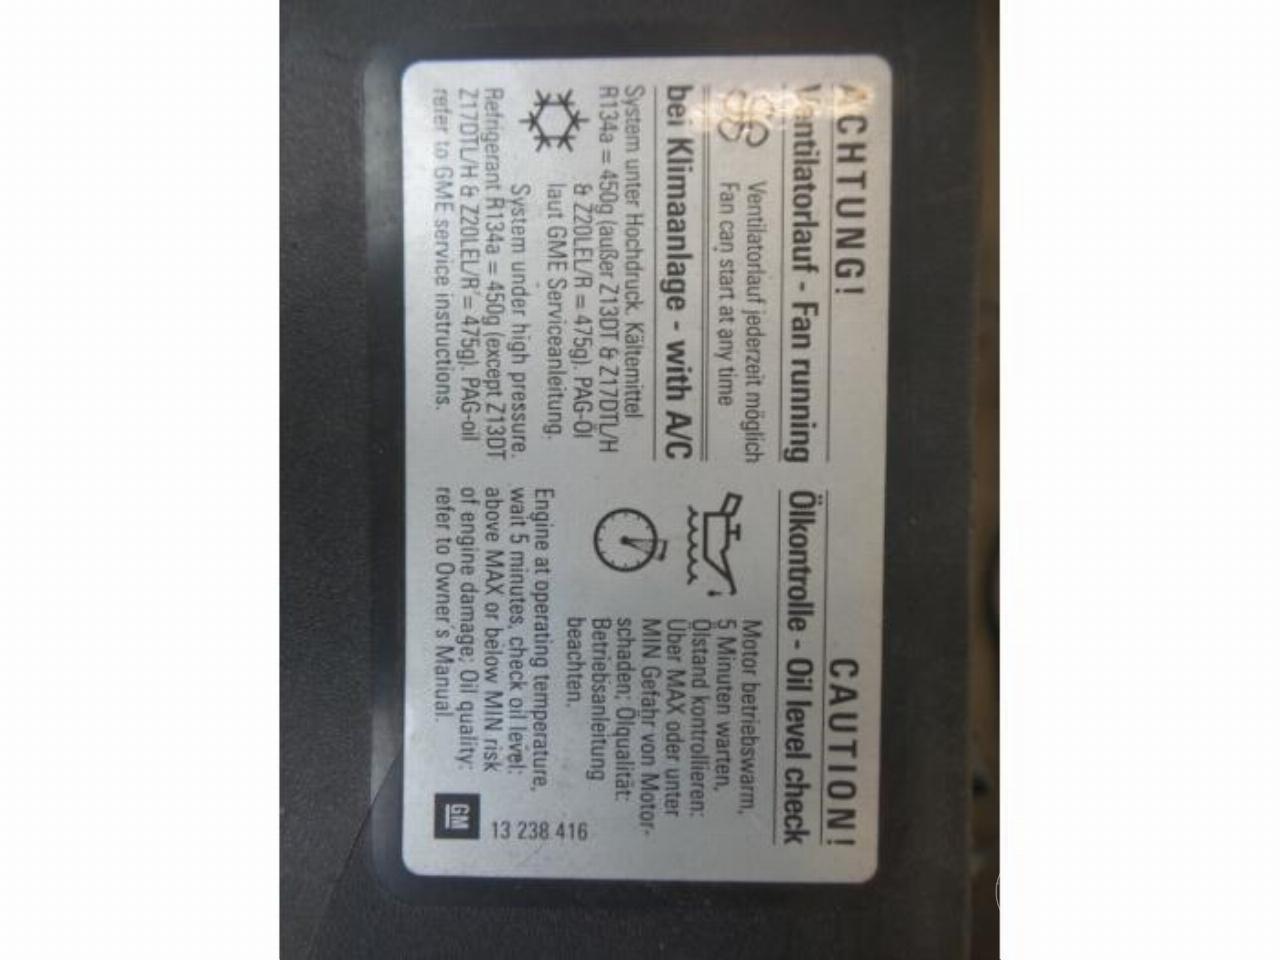 ACHTUNG!
Ventilatorlauf - Fan running
Ventilatorlauf jederzeit möglich
Fan can start at any time
bei Klimaanlage - with A/C
System unter Hochdruck. Kältemittel
R134a = 450g (außer Z13DT & Z17DTL/H
& Z20LEL/R = 475g). PAG-Öl
laut GME Serviceanleitung.
System under high pressure.
Refrigerant R134a = 450g (except Z13DT
Z17DTL/H & Z20LEL/R = 475g). PAG-oil
refer to GME service instructions.
CAUTION!
Ölkontrolle - Oil level check
Motor betriebswarm,
5 Minuten warten,
Ölstand kontrollieren:
Über MAX oder unter
MIN Gefahr von Motor-
schaden; Ölqualität:
Betriebsanleitung
beachten.
Engine at operating temperature,
wait 5 minutes, check oil level:
above MAX or below MIN risk
of engine damage; Oil quality:
refer to Owner's Manual.
13 238 416
GM